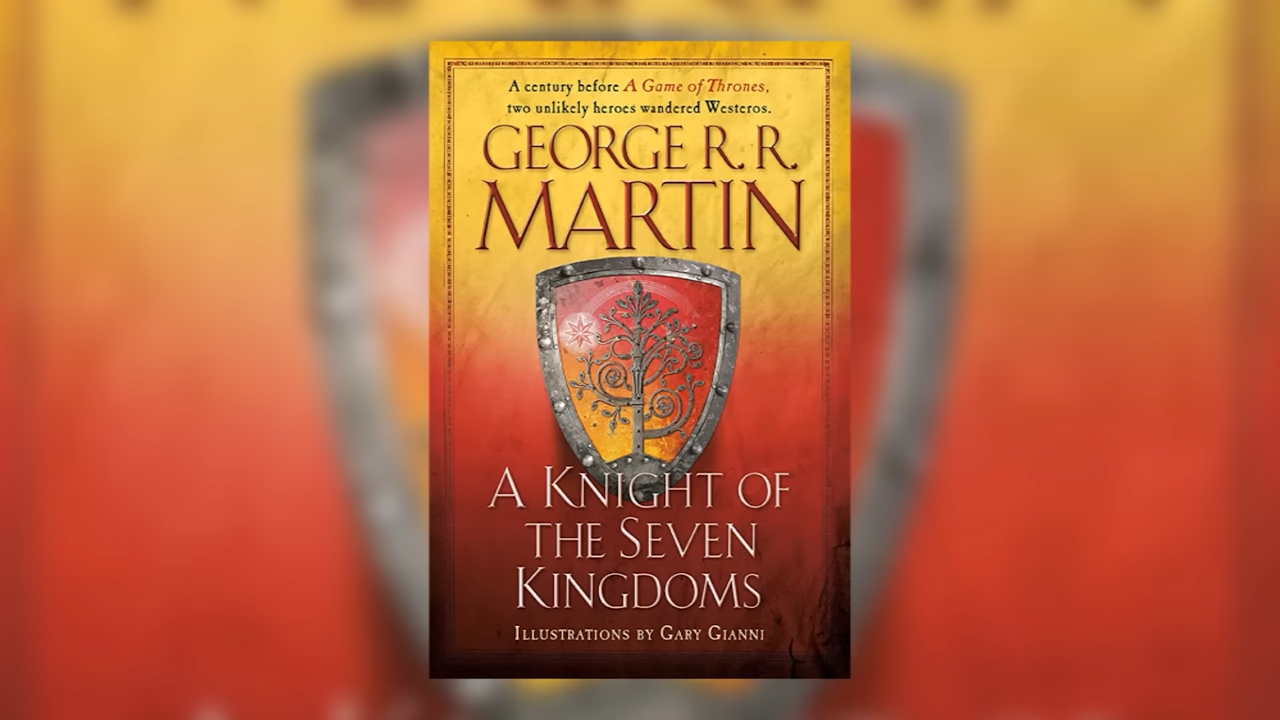 A century before A Game of Thrones,
two unlikely heroes wandered Westeros.
GEORGE R. R.
MARTIN
A KNIGHT OF
THE SEVEN
KINGDOMS
ILLUSTRATIONS BY GARY GIANNI